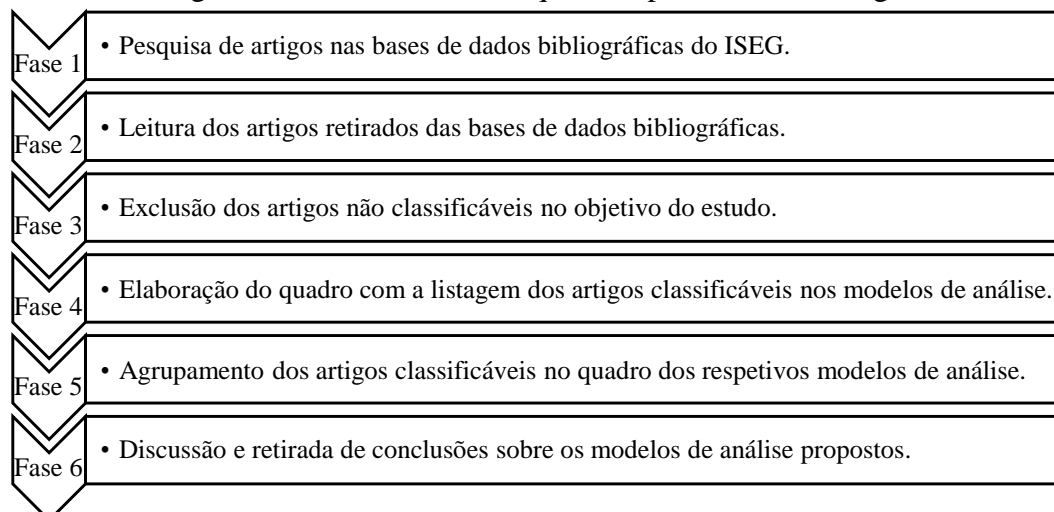 Fase 1
• Pesquisa de artigos nas bases de dados bibliográficas do ISEG.
Fase 2
• Leitura dos artigos retirados das bases de dados bibliográficas.
Fase 3
• Exclusão dos artigos não classificáveis no objetivo do estudo.
Fase 4
• Elaboração do quadro com a listagem dos artigos classificáveis nos modelos de análise.
Fase 5
• Agrupamento dos artigos classificáveis no quadro dos respetivos modelos de análise.
Fase 6
• Discussão e retirada de conclusões sobre os modelos de análise propostos.